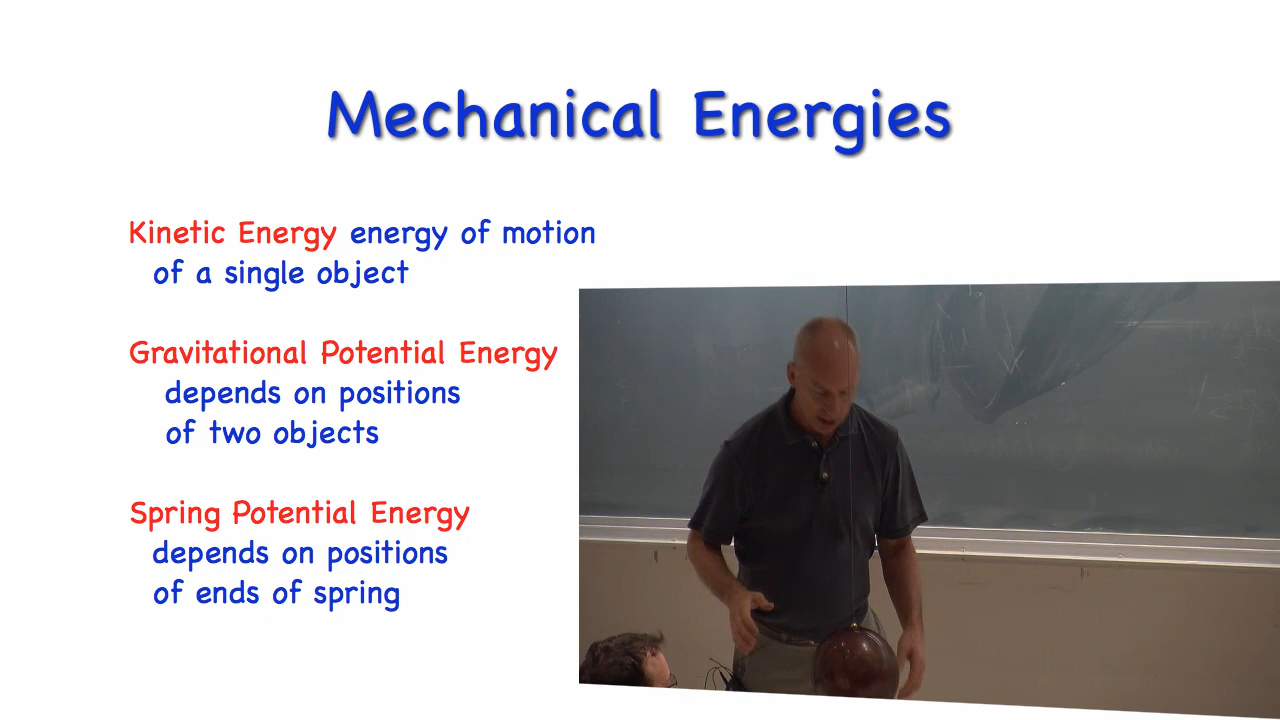 Mechanical Energies
Kinetic Energy energy of motion
of a single object
Gravitational Potential Energy
depends on positions
of two objects
Spring Potential Energy
depends on positions
of ends of spring